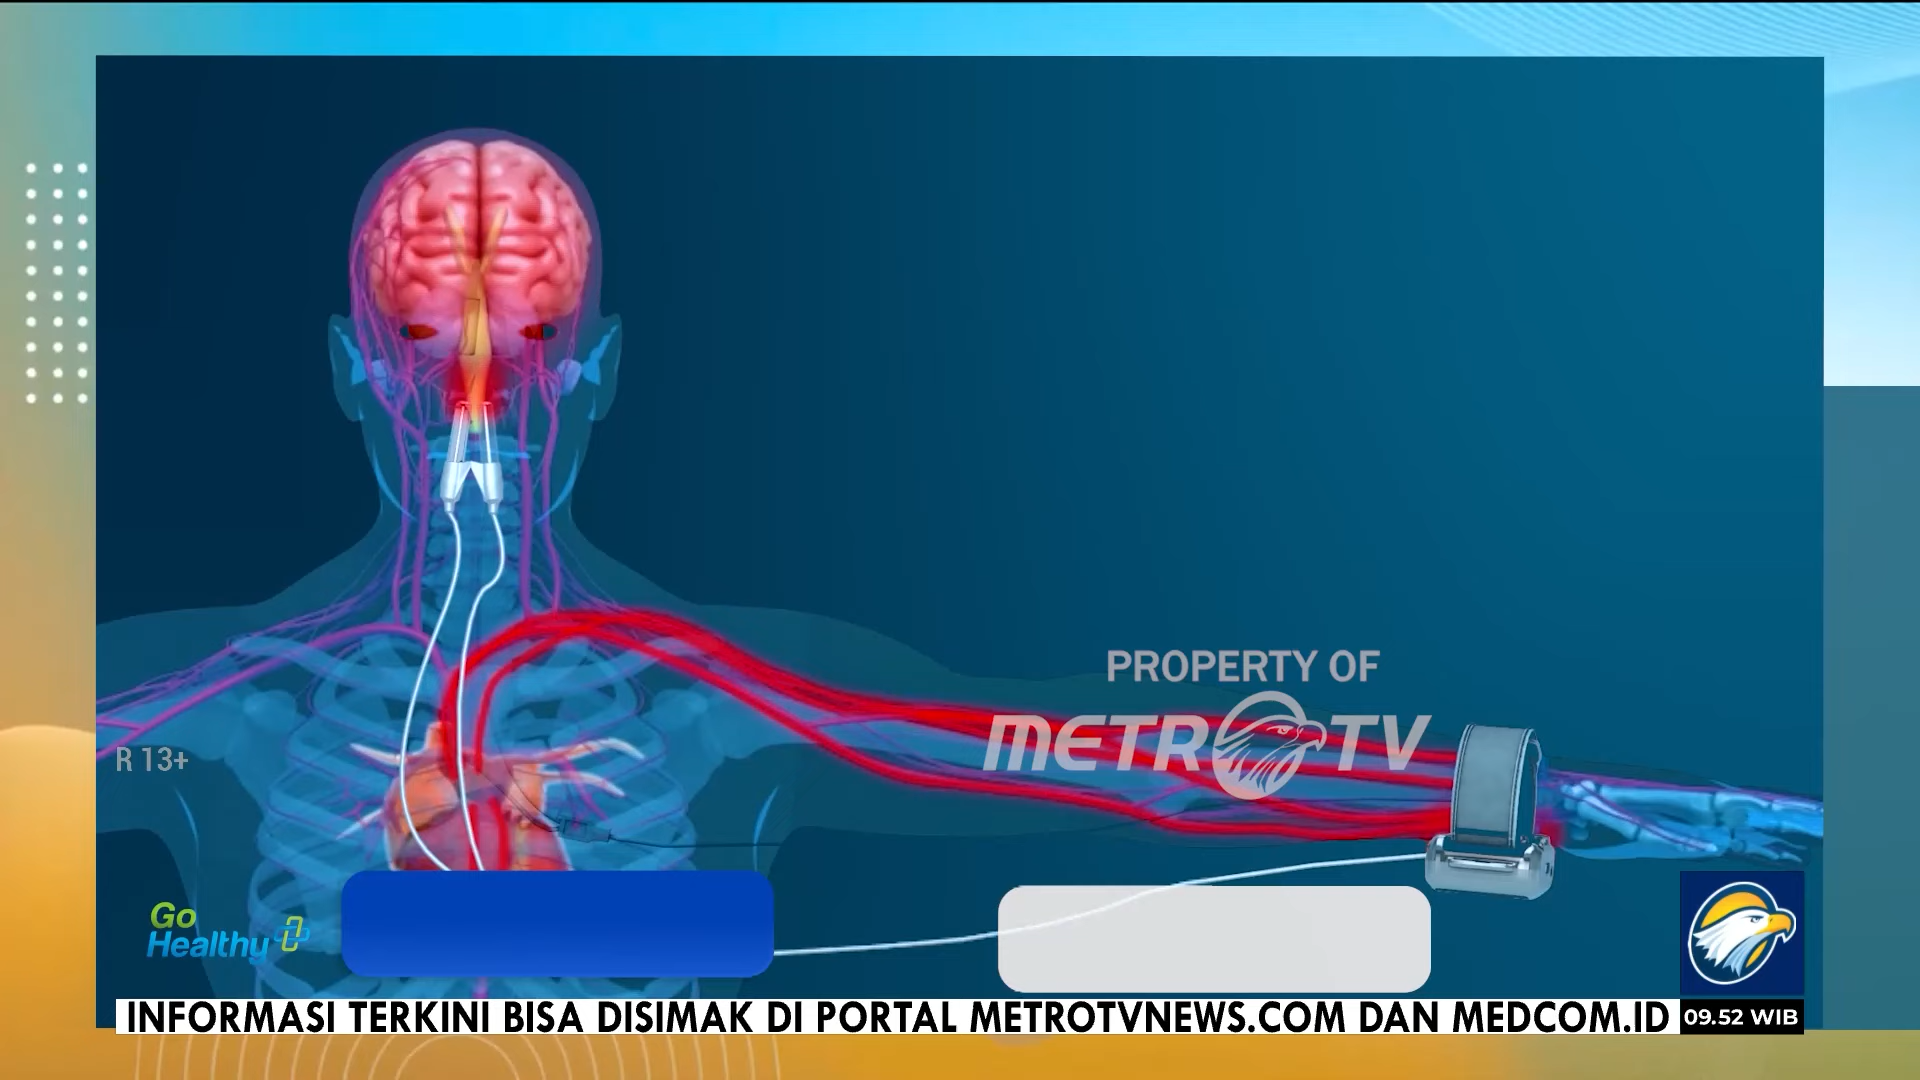 PROPERTY OF
METRO TV
R 13+
Go
Healthy
INFORMASI TERKINI BISA DISIMAK DI PORTAL METROTVNEWS.COM DAN MEDCOM.ID
09.52 WIB